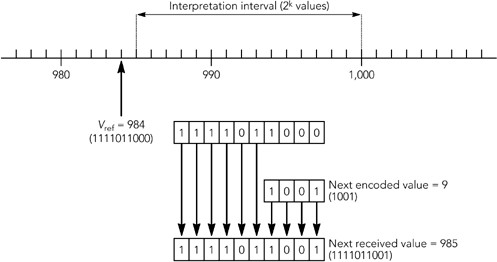 Interpretation interval (2ᵏ values)
980 990 1,000
Vref = 984
(1111011000)
1 1 1 1 0 1 1 0 0 0
1 0 0 1
Next encoded value = 9
(1001)
1 1 1 1 0 1 1 0 0 1
Next received value = 985
(1111011001)